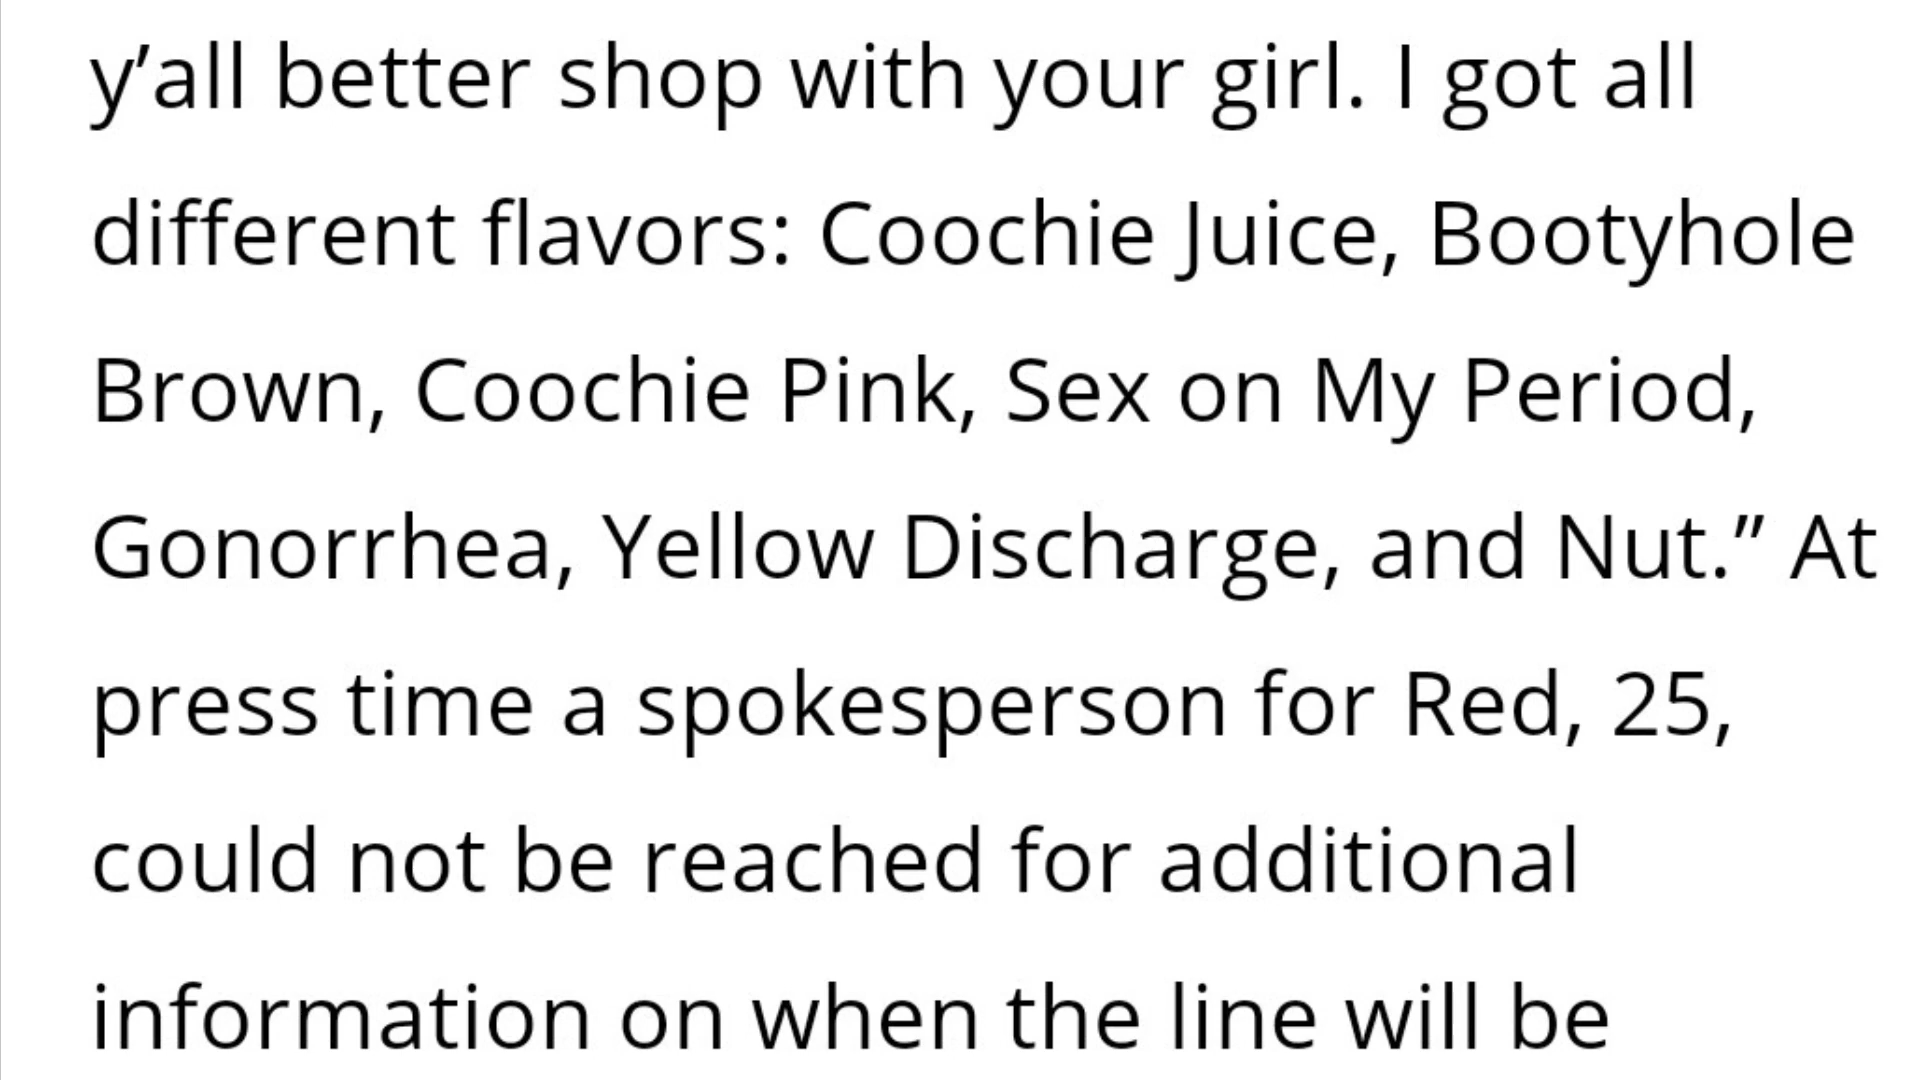 y’all better shop with your girl. I got all
different flavors: Coochie Juice, Bootyhole
Brown, Coochie Pink, Sex on My Period,
Gonorrhea, Yellow Discharge, and Nut.” At
press time a spokesperson for Red, 25,
could not be reached for additional
information on when the line will be